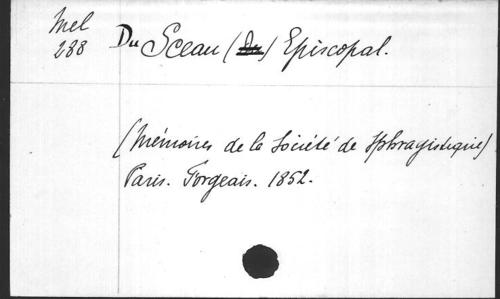 Mel
288
Du Sceau (Du) Episcopal.
(Mémoires de la Société de Sphragistique)
Paris. Forgeais. 1852.